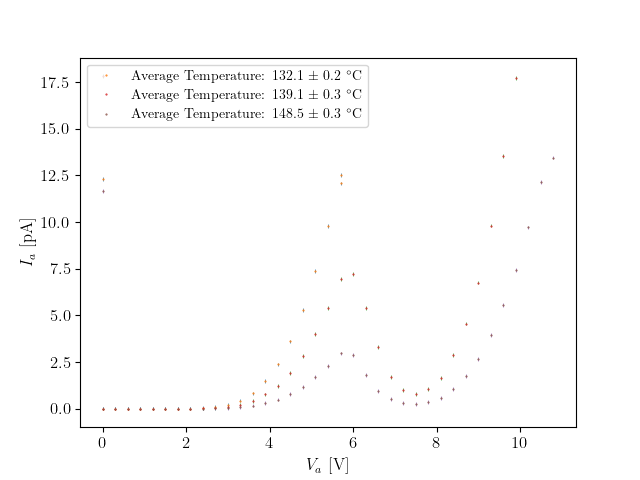 Average Temperature: 132.1 ± 0.2 °C
Average Temperature: 139.1 ± 0.3 °C
Average Temperature: 148.5 ± 0.3 °C
17.5
15.0
12.5
10.0
7.5
5.0
2.5
0.0
I_a [pA]
0 2 4 6 8 10
V_a [V]